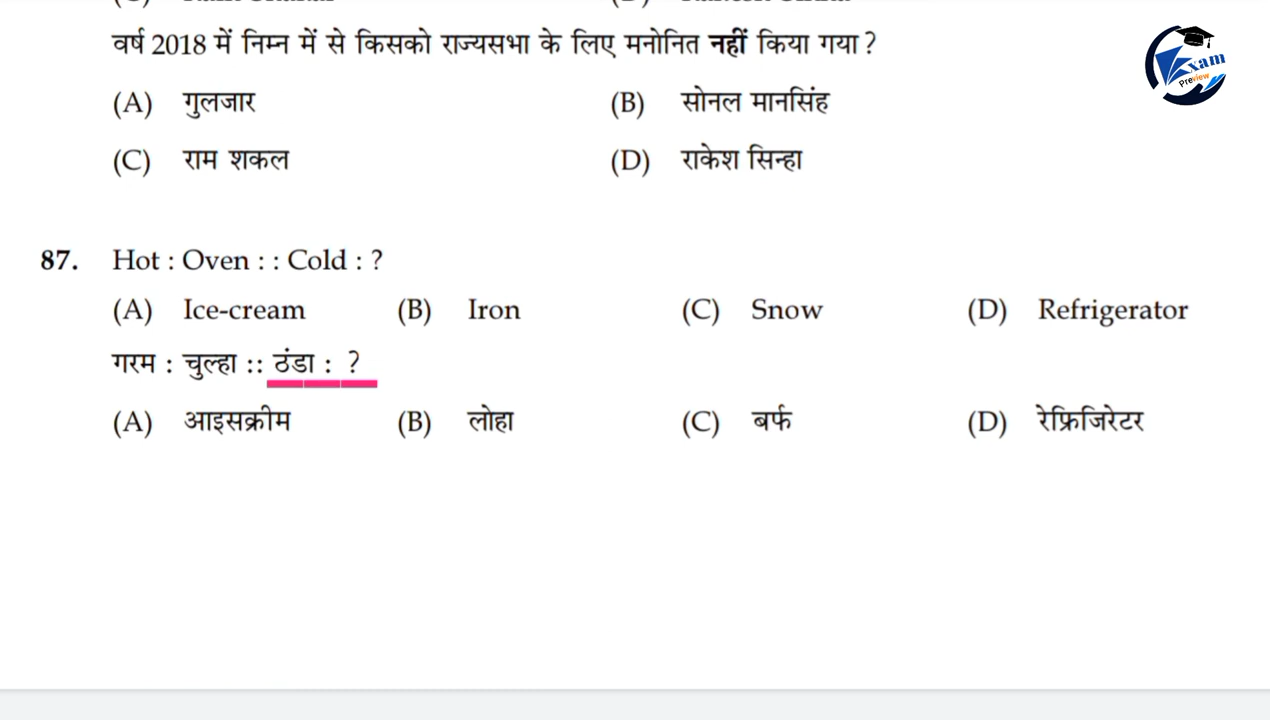 वर्ष 2018 में निम्न में से किसको राज्यसभा के लिए मनोनित नहीं किया गया ?
(A) गुलजार (B) सोनल मानसिंह
(C) राम शकल (D) राकेश सिन्हा
87. Hot : Oven : : Cold : ?
(A) Ice-cream (B) Iron (C) Snow (D) Refrigerator
गरम : चुल्हा :: ठंडा : ?
(A) आइसक्रीम (B) लोहा (C) बर्फ (D) रेफ्रिजिरेटर
Exam
Preview